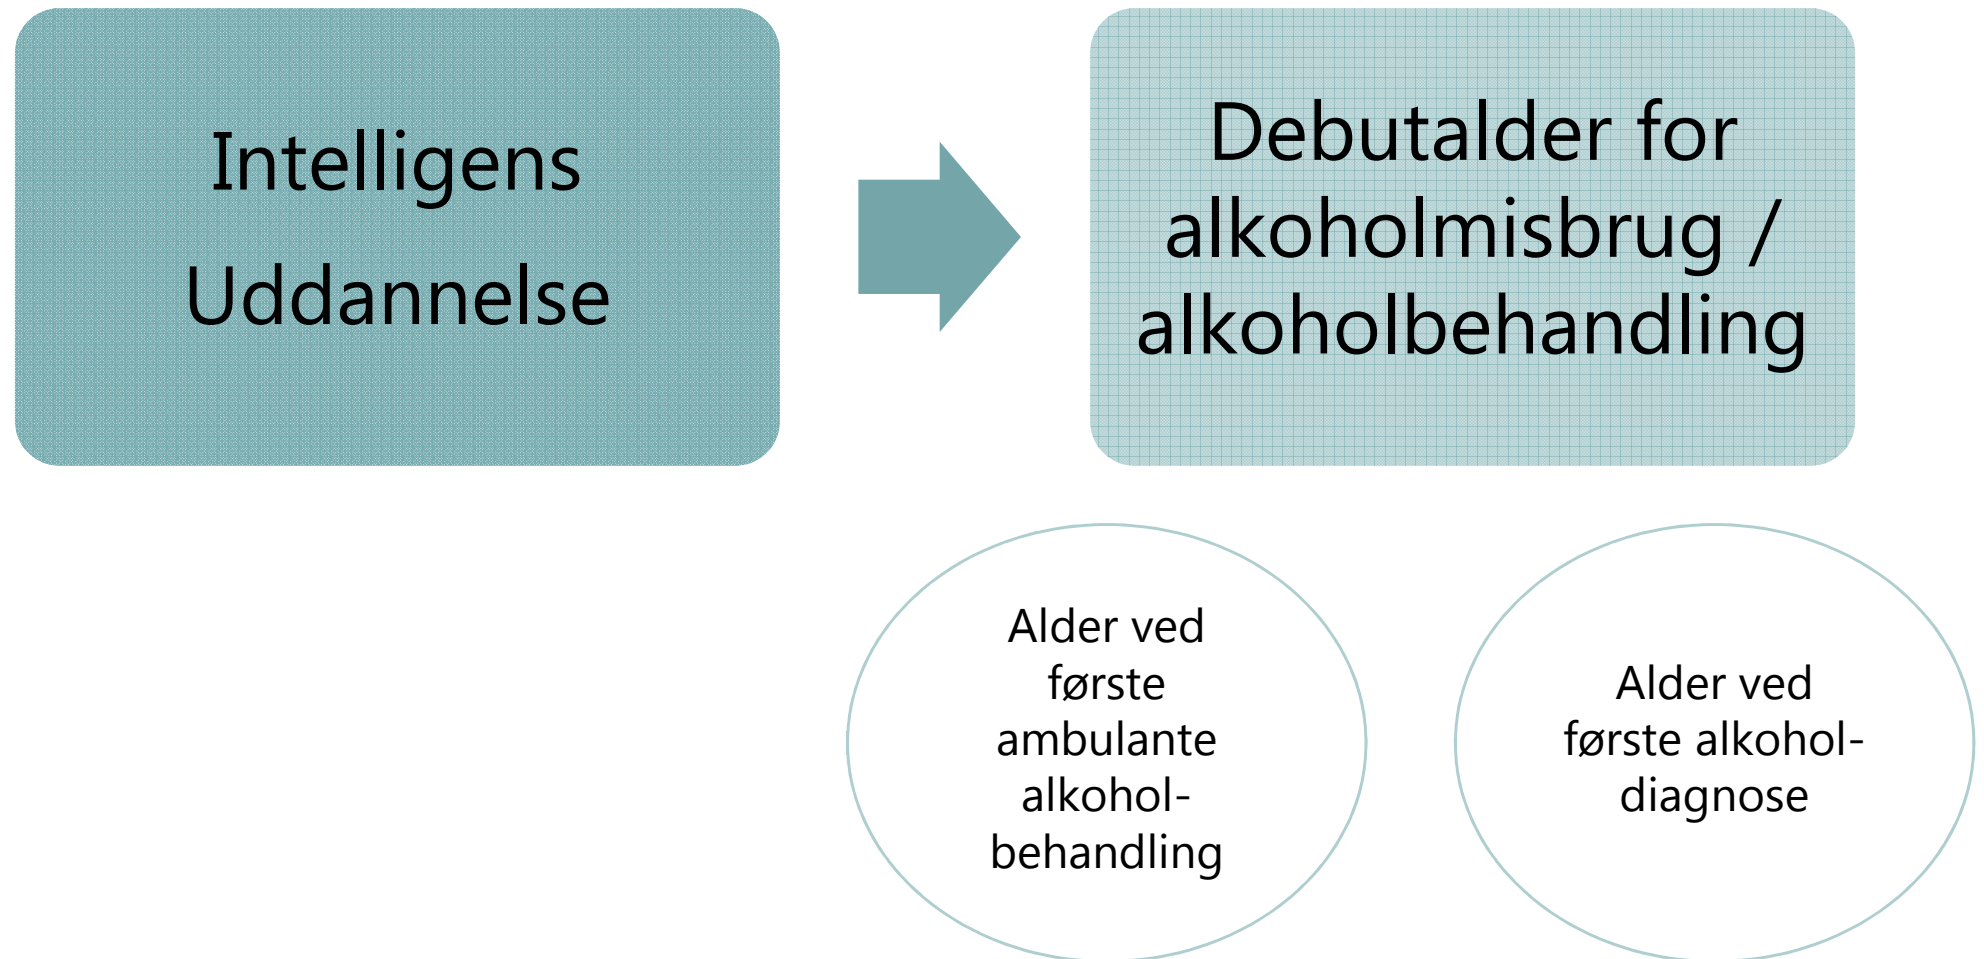 Intelligens
Uddannelse
Debutalder for
alkoholmisbrug /
alkoholbehandling
Alder ved
første
ambulante
alkohol-
behandling
Alder ved
første alkohol-
diagnose